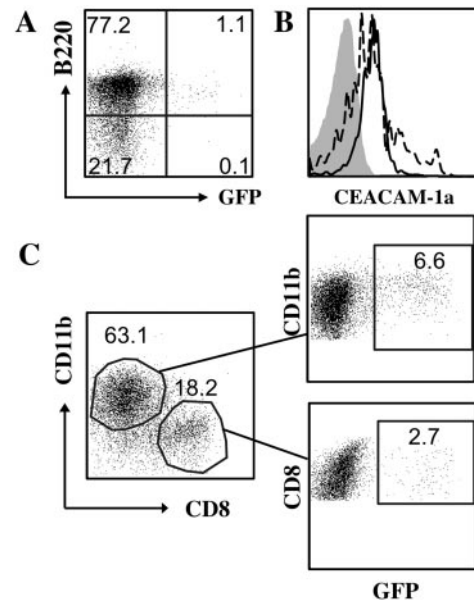 A
77.2
1.1
B220
21.7
0.1
GFP
B
CEACAM-1a
C
CD11b
63.1
18.2
CD8
CD11b
6.6
CD8
2.7
GFP